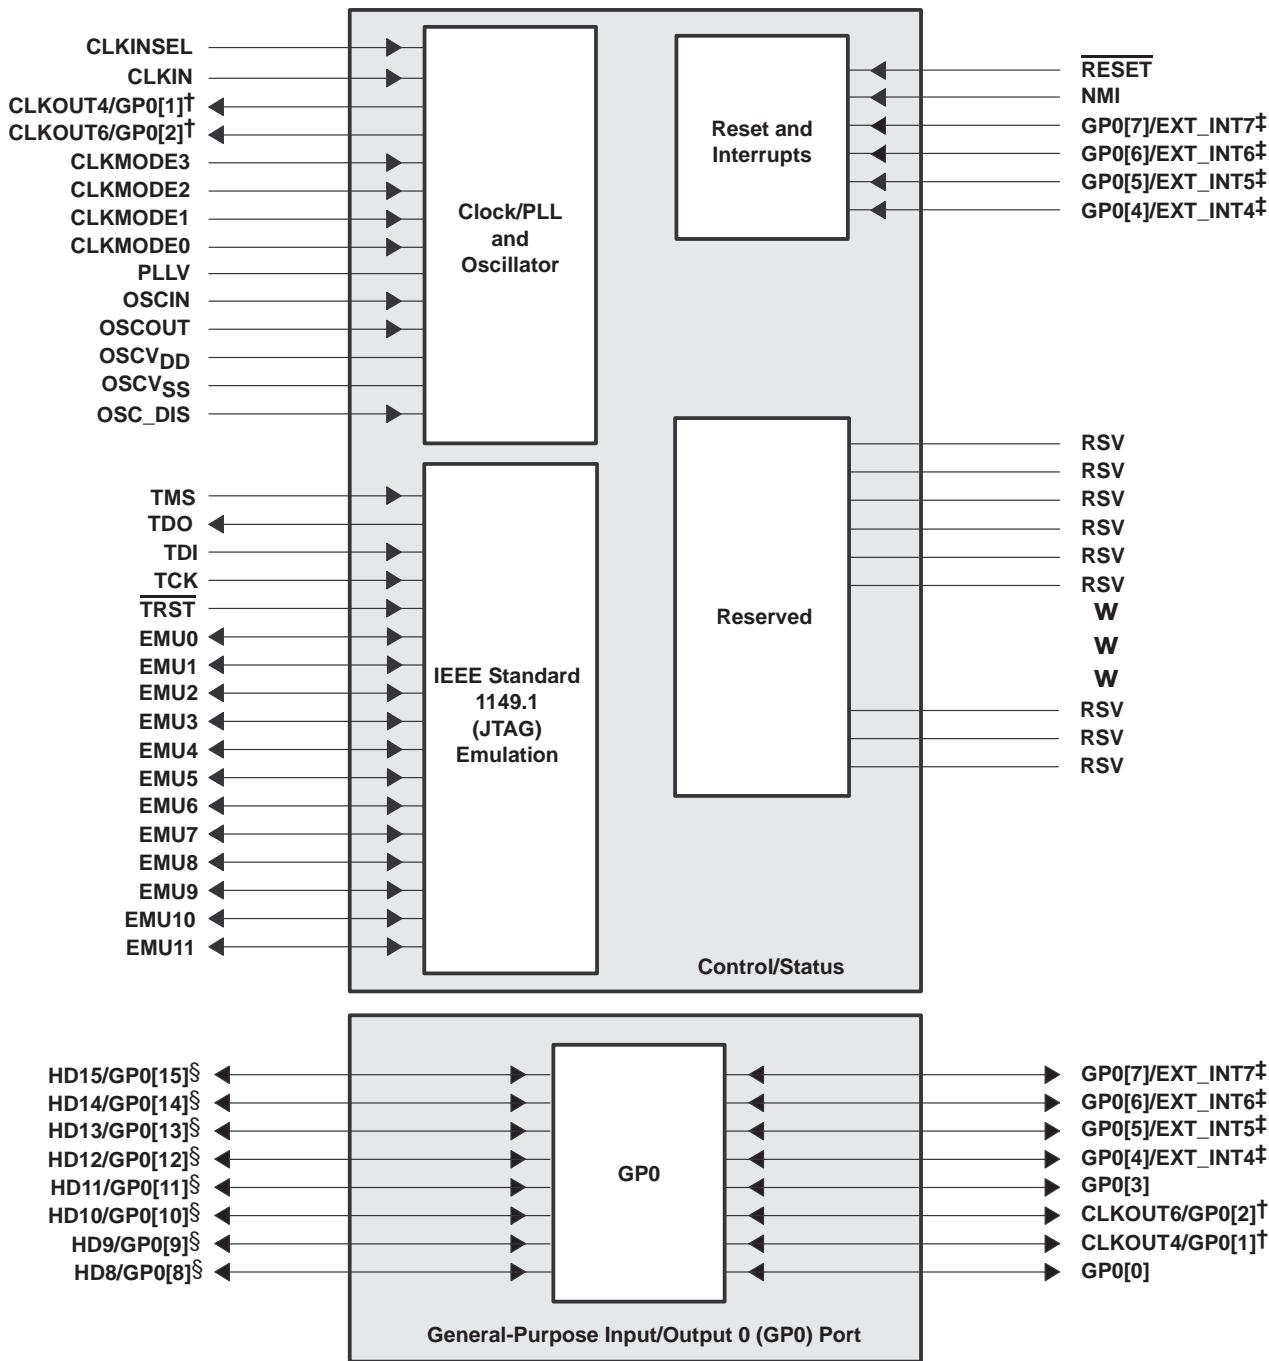 CLKINSEL
CLKIN
CLKOUT4/GP0[1]†
CLKOUT6/GP0[2]†
CLKMODE3
CLKMODE2
CLKMODE1
CLKMODE0
PLLV
OSCIN
OSCOUT
OSCVDD
OSCVSS
OSC_DIS
Clock/PLL
and
Oscillator
Reset and
Interrupts
RESET
NMI
GP0[7]/EXT_INT7‡
GP0[6]/EXT_INT6‡
GP0[5]/EXT_INT5‡
GP0[4]/EXT_INT4‡
TMS
TDO
TDI
TCK
TRST
EMU0
EMU1
EMU2
EMU3
EMU4
EMU5
EMU6
EMU7
EMU8
EMU9
EMU10
EMU11
IEEE Standard
1149.1
(JTAG)
Emulation
Reserved
RSV
RSV
RSV
RSV
RSV
RSV
W
W
W
RSV
RSV
RSV
Control/Status
HD15/GP0[15]§
HD14/GP0[14]§
HD13/GP0[13]§
HD12/GP0[12]§
HD11/GP0[11]§
HD10/GP0[10]§
HD9/GP0[9]§
HD8/GP0[8]§
GP0
GP0[7]/EXT_INT7‡
GP0[6]/EXT_INT6‡
GP0[5]/EXT_INT5‡
GP0[4]/EXT_INT4‡
GP0[3]
CLKOUT6/GP0[2]†
CLKOUT4/GP0[1]†
GP0[0]
General-Purpose Input/Output 0 (GP0) Port